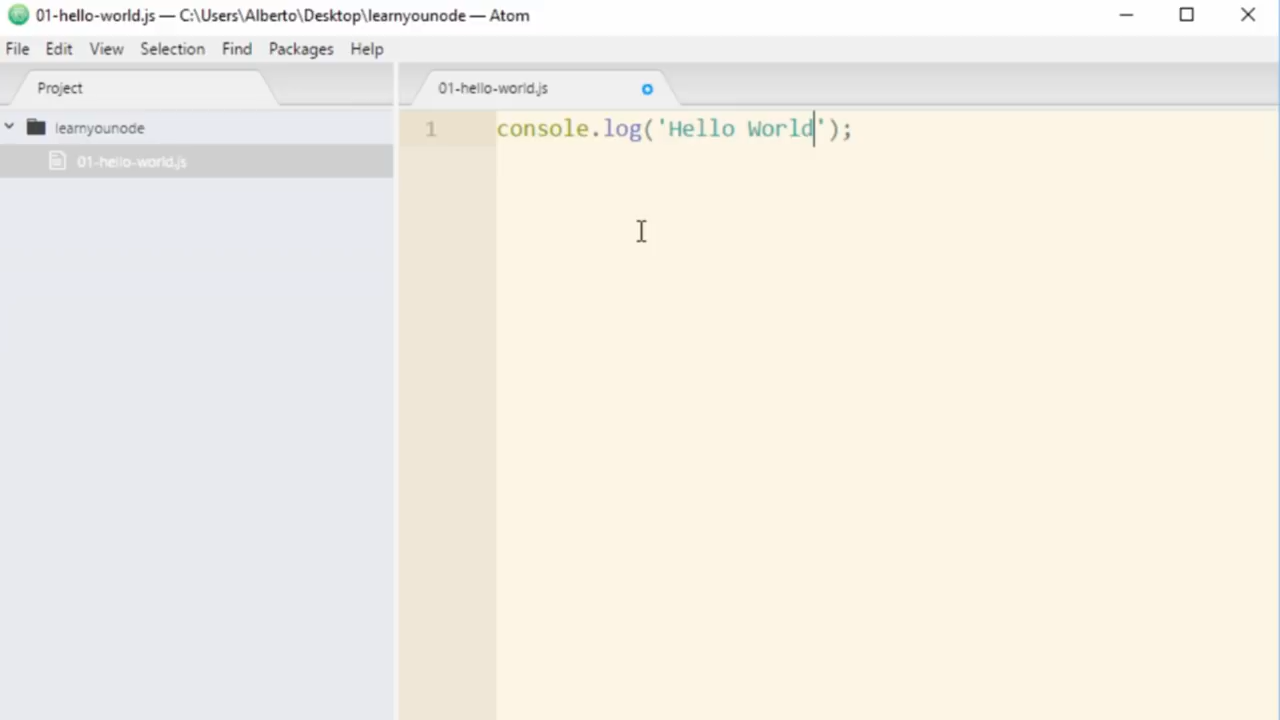 01-hello-world.js — C:\Users\Alberto\Desktop\learnyounode — Atom
File Edit View Selection Find Packages Help
Project
01-hello-world.js
learnyounode
01-hello-world.js
1 console.log('Hello World');